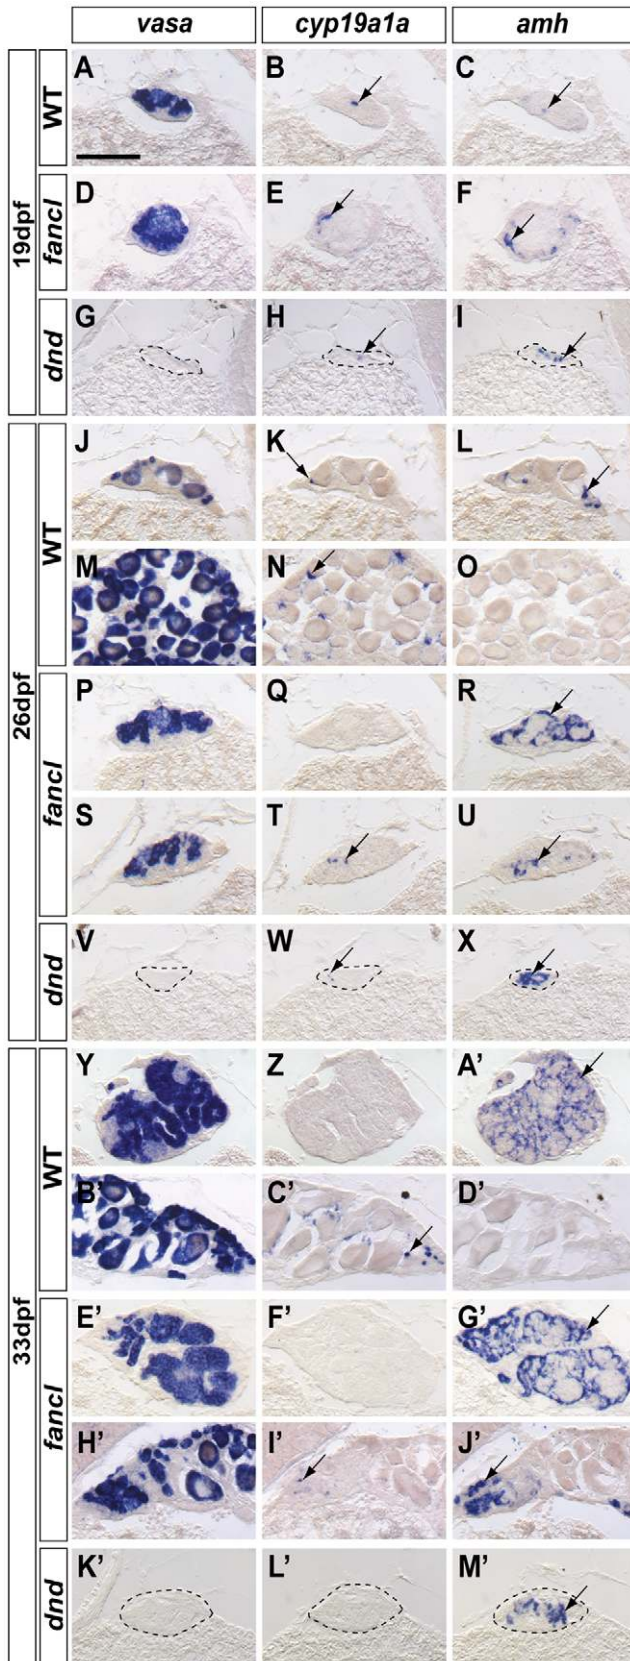 vasa cyp19a1a amh
19dpf
WT
A B C
fancl
D E F
dnd
G H I
26dpf
WT
J K L
M N O
fancl
P Q R
S T U
dnd
V W X
33dpf
WT
Y Z A'
B' C' D'
fancl
E' F' G'
H' I' J'
dnd
K' L' M'